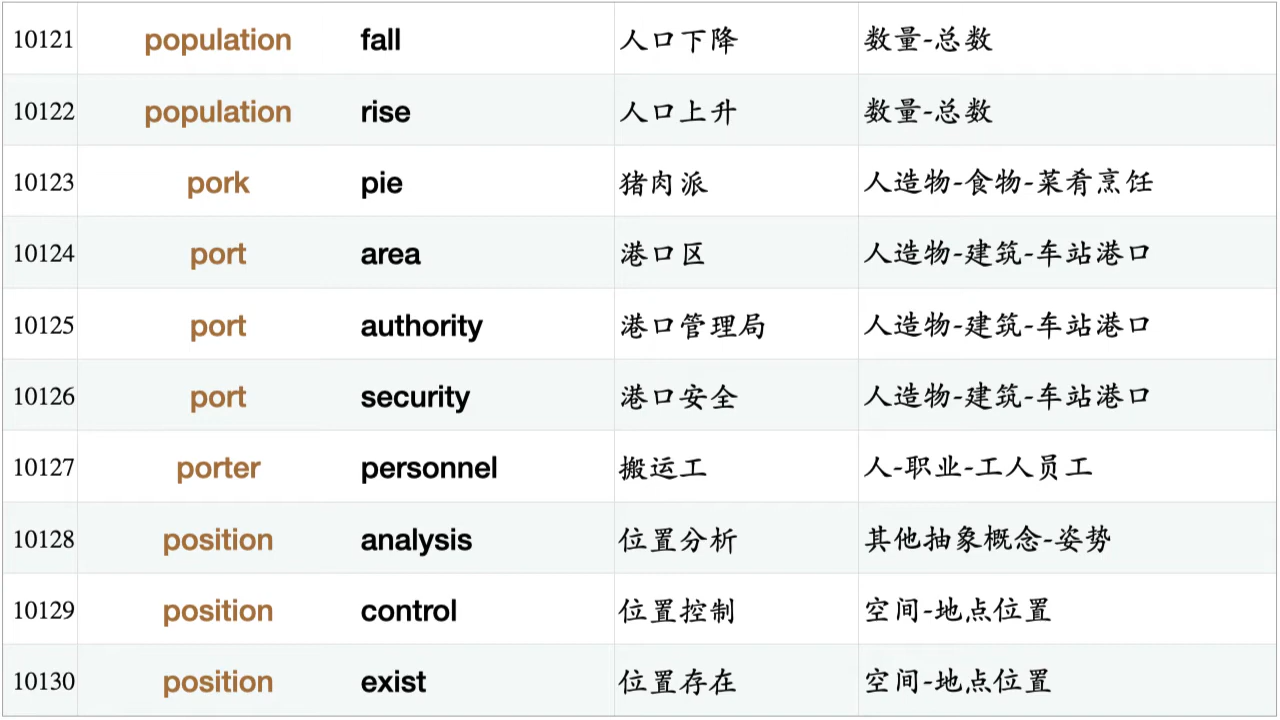 10121 population fall 人口下降 数量-总数
10122 population rise 人口上升 数量-总数
10123 pork pie 猪肉派 人造物-食物-菜肴烹饪
10124 port area 港口区 人造物-建筑-车站港口
10125 port authority 港口管理局 人造物-建筑-车站港口
10126 port security 港口安全 人造物-建筑-车站港口
10127 porter personnel 搬运工 人-职业-工人员工
10128 position analysis 位置分析 其他抽象概念-姿势
10129 position control 位置控制 空间-地点位置
10130 position exist 位置存在 空间-地点位置